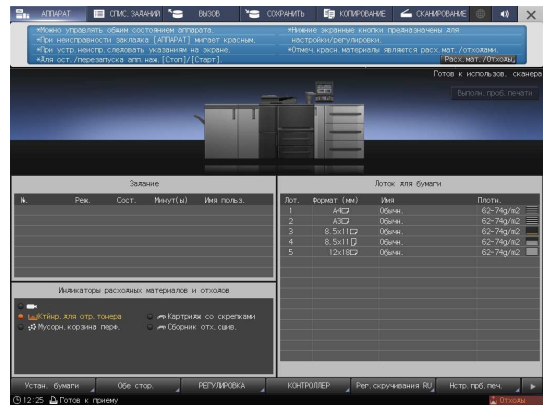 АППАРАТ СПИС. ЗАДАНИЙ ВЫЗОВ СОХРАНИТЬ КОПИРОВАНИЕ СКАНИРОВАНИЕ
*Можно управлять общим состоянием аппарата.
*При неисправности закладка [АППАРАТ] мигает красным.
*При устр.неиспр.следовать указаниям на экране.
*Для ост./перезапуска апп.наж.[Стоп]/[Старт].
*Нижние экранные кнопки предназначены для
настройки/регулировки.
*Отмеч.красн.материалы являются расх.мат./отходами.
Расх.мат./Отходы
Готов к использов. сканера
Выполн. проб. печати
Задание
№. Реж. Сост. Минут(ы) Имя польз.
Лоток для бумаги
Лот. Формат (мм) Имя Плотн.
1 A4 Обычн. 62-74g/m2
2 A3 Обычн. 62-74g/m2
3 8.5x11 Обычн. 62-74g/m2
4 8.5x11 Обычн. 62-74g/m2
5 12x18 Обычн. 62-74g/m2
Индикаторы расходных материалов и отходов
Ктйнр.для отр.тонера
Мусорн.корзина перф.
Картридж со скрепками
Сборник отх.сшив.
Устан. бумаги Обе стор. РЕГУЛИРОВКА КОНТРОЛЛЕР Рег.скручивания RU Нстр.прб.печ.
12:25 Готов к приему Отходы